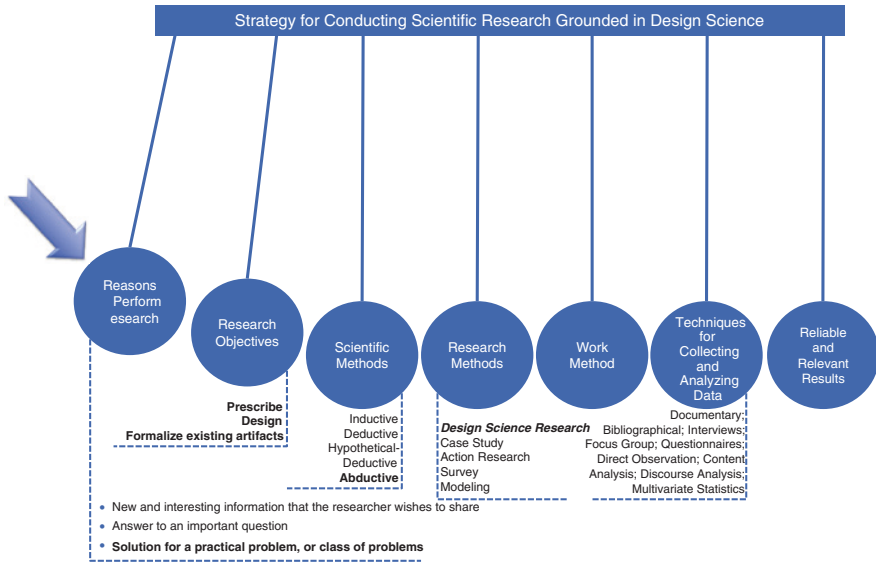 Strategy for Conducting Scientific Research Grounded in Design Science
Reasons
Perform
esearch
Research
Objectives
Scientific
Methods
Research
Methods
Work
Method
Techniques
for
Collecting
and
Analyzing
Data
Reliable
and
Relevant
Results
Prescribe
Design
Formalize existing artifacts
Inductive
Deductive
Hypothetical-
Deductive
Abductive
Design Science Research
Case Study
Action Research
Survey
Modeling
Documentary;
Bibliographical; Interviews;
Focus Group; Questionnaires;
Direct Observation; Content
Analysis; Discourse Analysis;
Multivariate Statistics
• New and interesting information that the researcher wishes to share
• Answer to an important question
• Solution for a practical problem, or class of problems